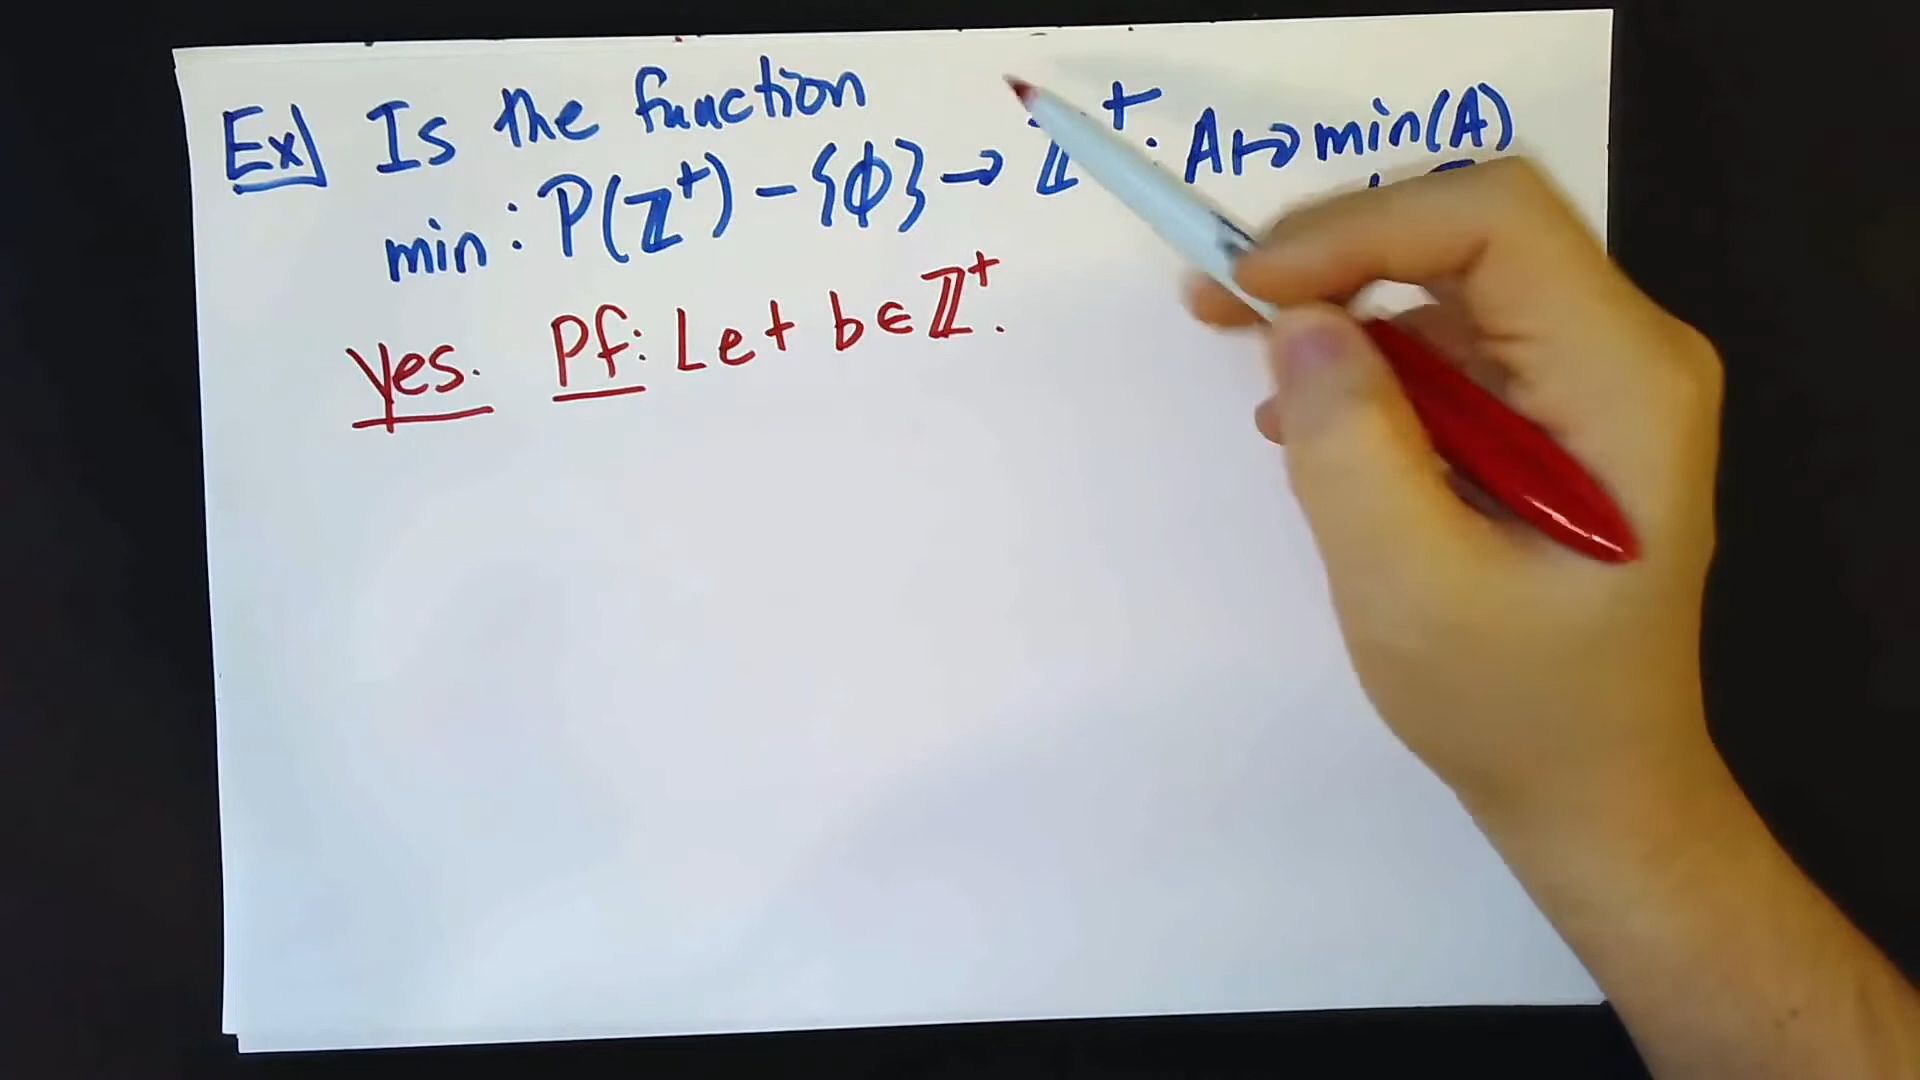 Ex] Is the function
min : P(ℤ⁺) - {ϕ} → ℤ⁺ : A ↦ min(A)
Yes. Pf: Let b ∈ ℤ⁺.